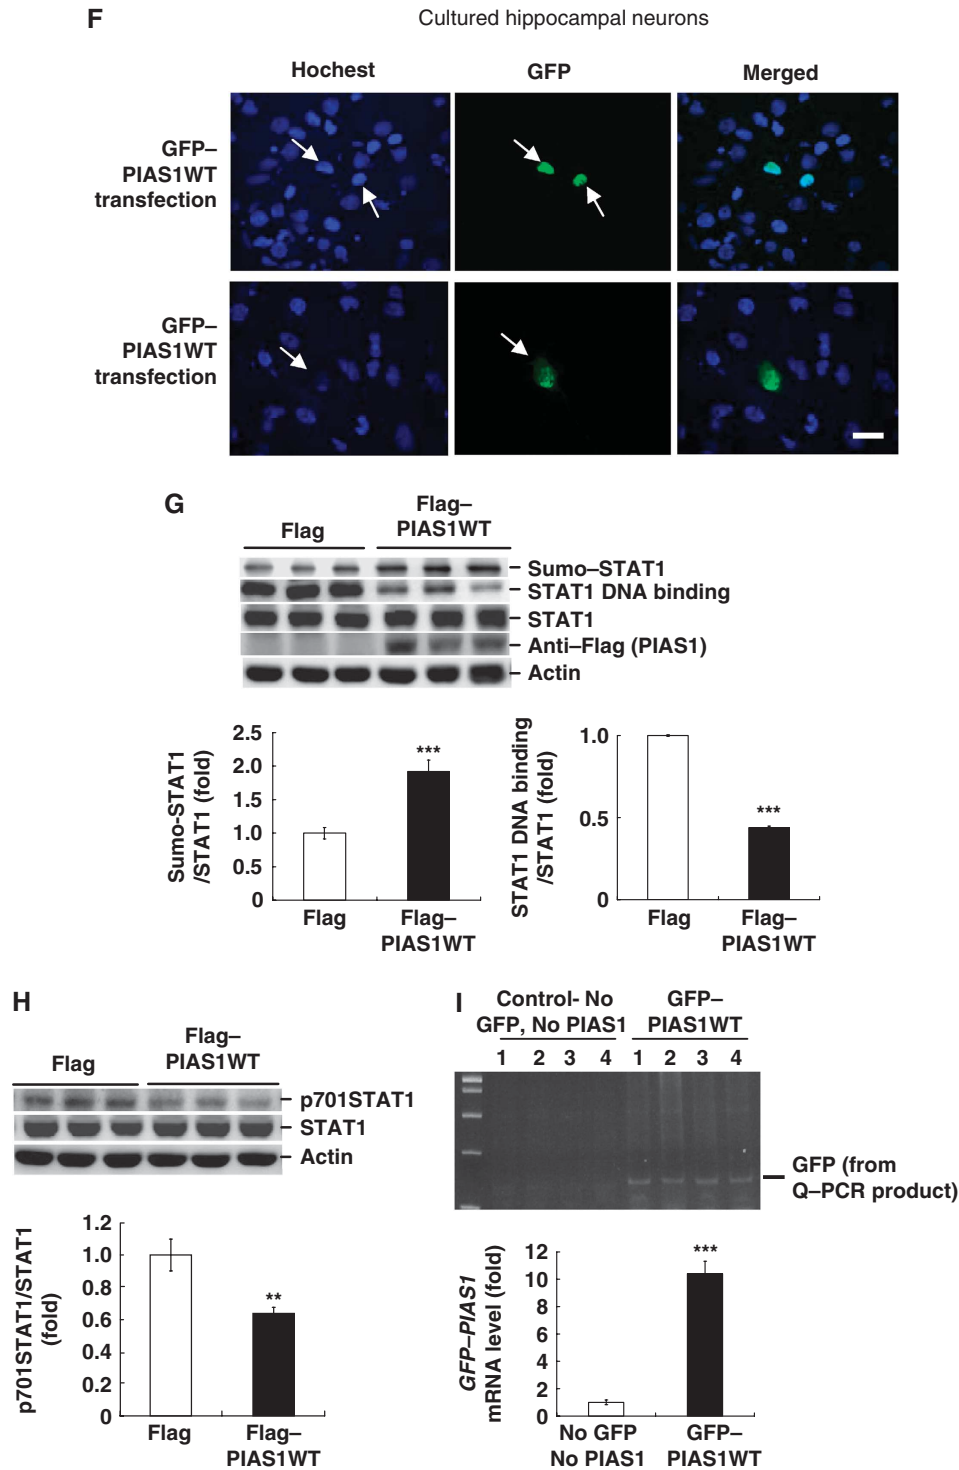 F
Cultured hippocampal neurons
Hochest
GFP
Merged
GFP–
PIAS1WT
transfection
GFP–
PIAS1WT
transfection
G
Flag
Flag–
PIAS1WT
Sumo–STAT1
STAT1 DNA binding
STAT1
Anti–Flag (PIAS1)
Actin
Sumo-STAT1
/STAT1 (fold)
2.5
2.0
1.0
0.5
0
***
Flag
Flag–
PIAS1WT
STAT1 DNA binding
/STAT1 (fold)
1.0
0.5
0
***
Flag
Flag–
PIAS1WT
H
Flag
Flag–
PIAS1WT
p701STAT1
STAT1
Actin
p701STAT1/STAT1
(fold)
1.2
1.0
0.8
0.6
0.4
0.2
0
**
Flag
Flag–
PIAS1WT
I
Control- No
GFP, No PIAS1
GFP–
PIAS1WT
1 2 3 4 1 2 3 4
GFP (from
Q–PCR product)
GFP–PIAS1
mRNA level (fold)
12
10
8
6
4
2
0
***
No GFP
No PIAS1
GFP–
PIAS1WT